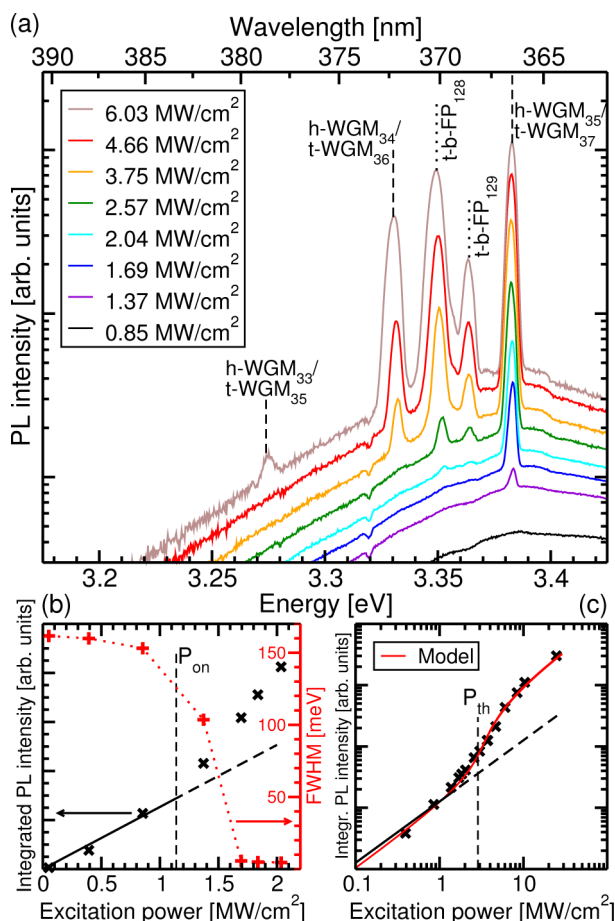 (a)
Wavelength [nm]
390 385 380 375 370 365
PL intensity [arb. units]
6.03 MW/cm²
4.66 MW/cm²
3.75 MW/cm²
2.57 MW/cm²
2.04 MW/cm²
1.69 MW/cm²
1.37 MW/cm²
0.85 MW/cm²
h-WGM₃₃/
t-WGM₃₅
h-WGM₃₄/
t-WGM₃₆
t-b-FP₁₂₈
t-b-FP₁₂₉
h-WGM₃₅/
t-WGM₃₇
3.2 3.25 3.3 3.35 3.4
Energy [eV]
(b)
Integrated PL intensity [arb. units]
Pon
150
100
50
0
FWHM [meV]
0 0.5 1 1.5 2
Excitation power [MW/cm²]
(c)
Integr. PL intensity [arb. units]
Model
Pth
0.1 1 10 100
Excitation power [MW/cm²]